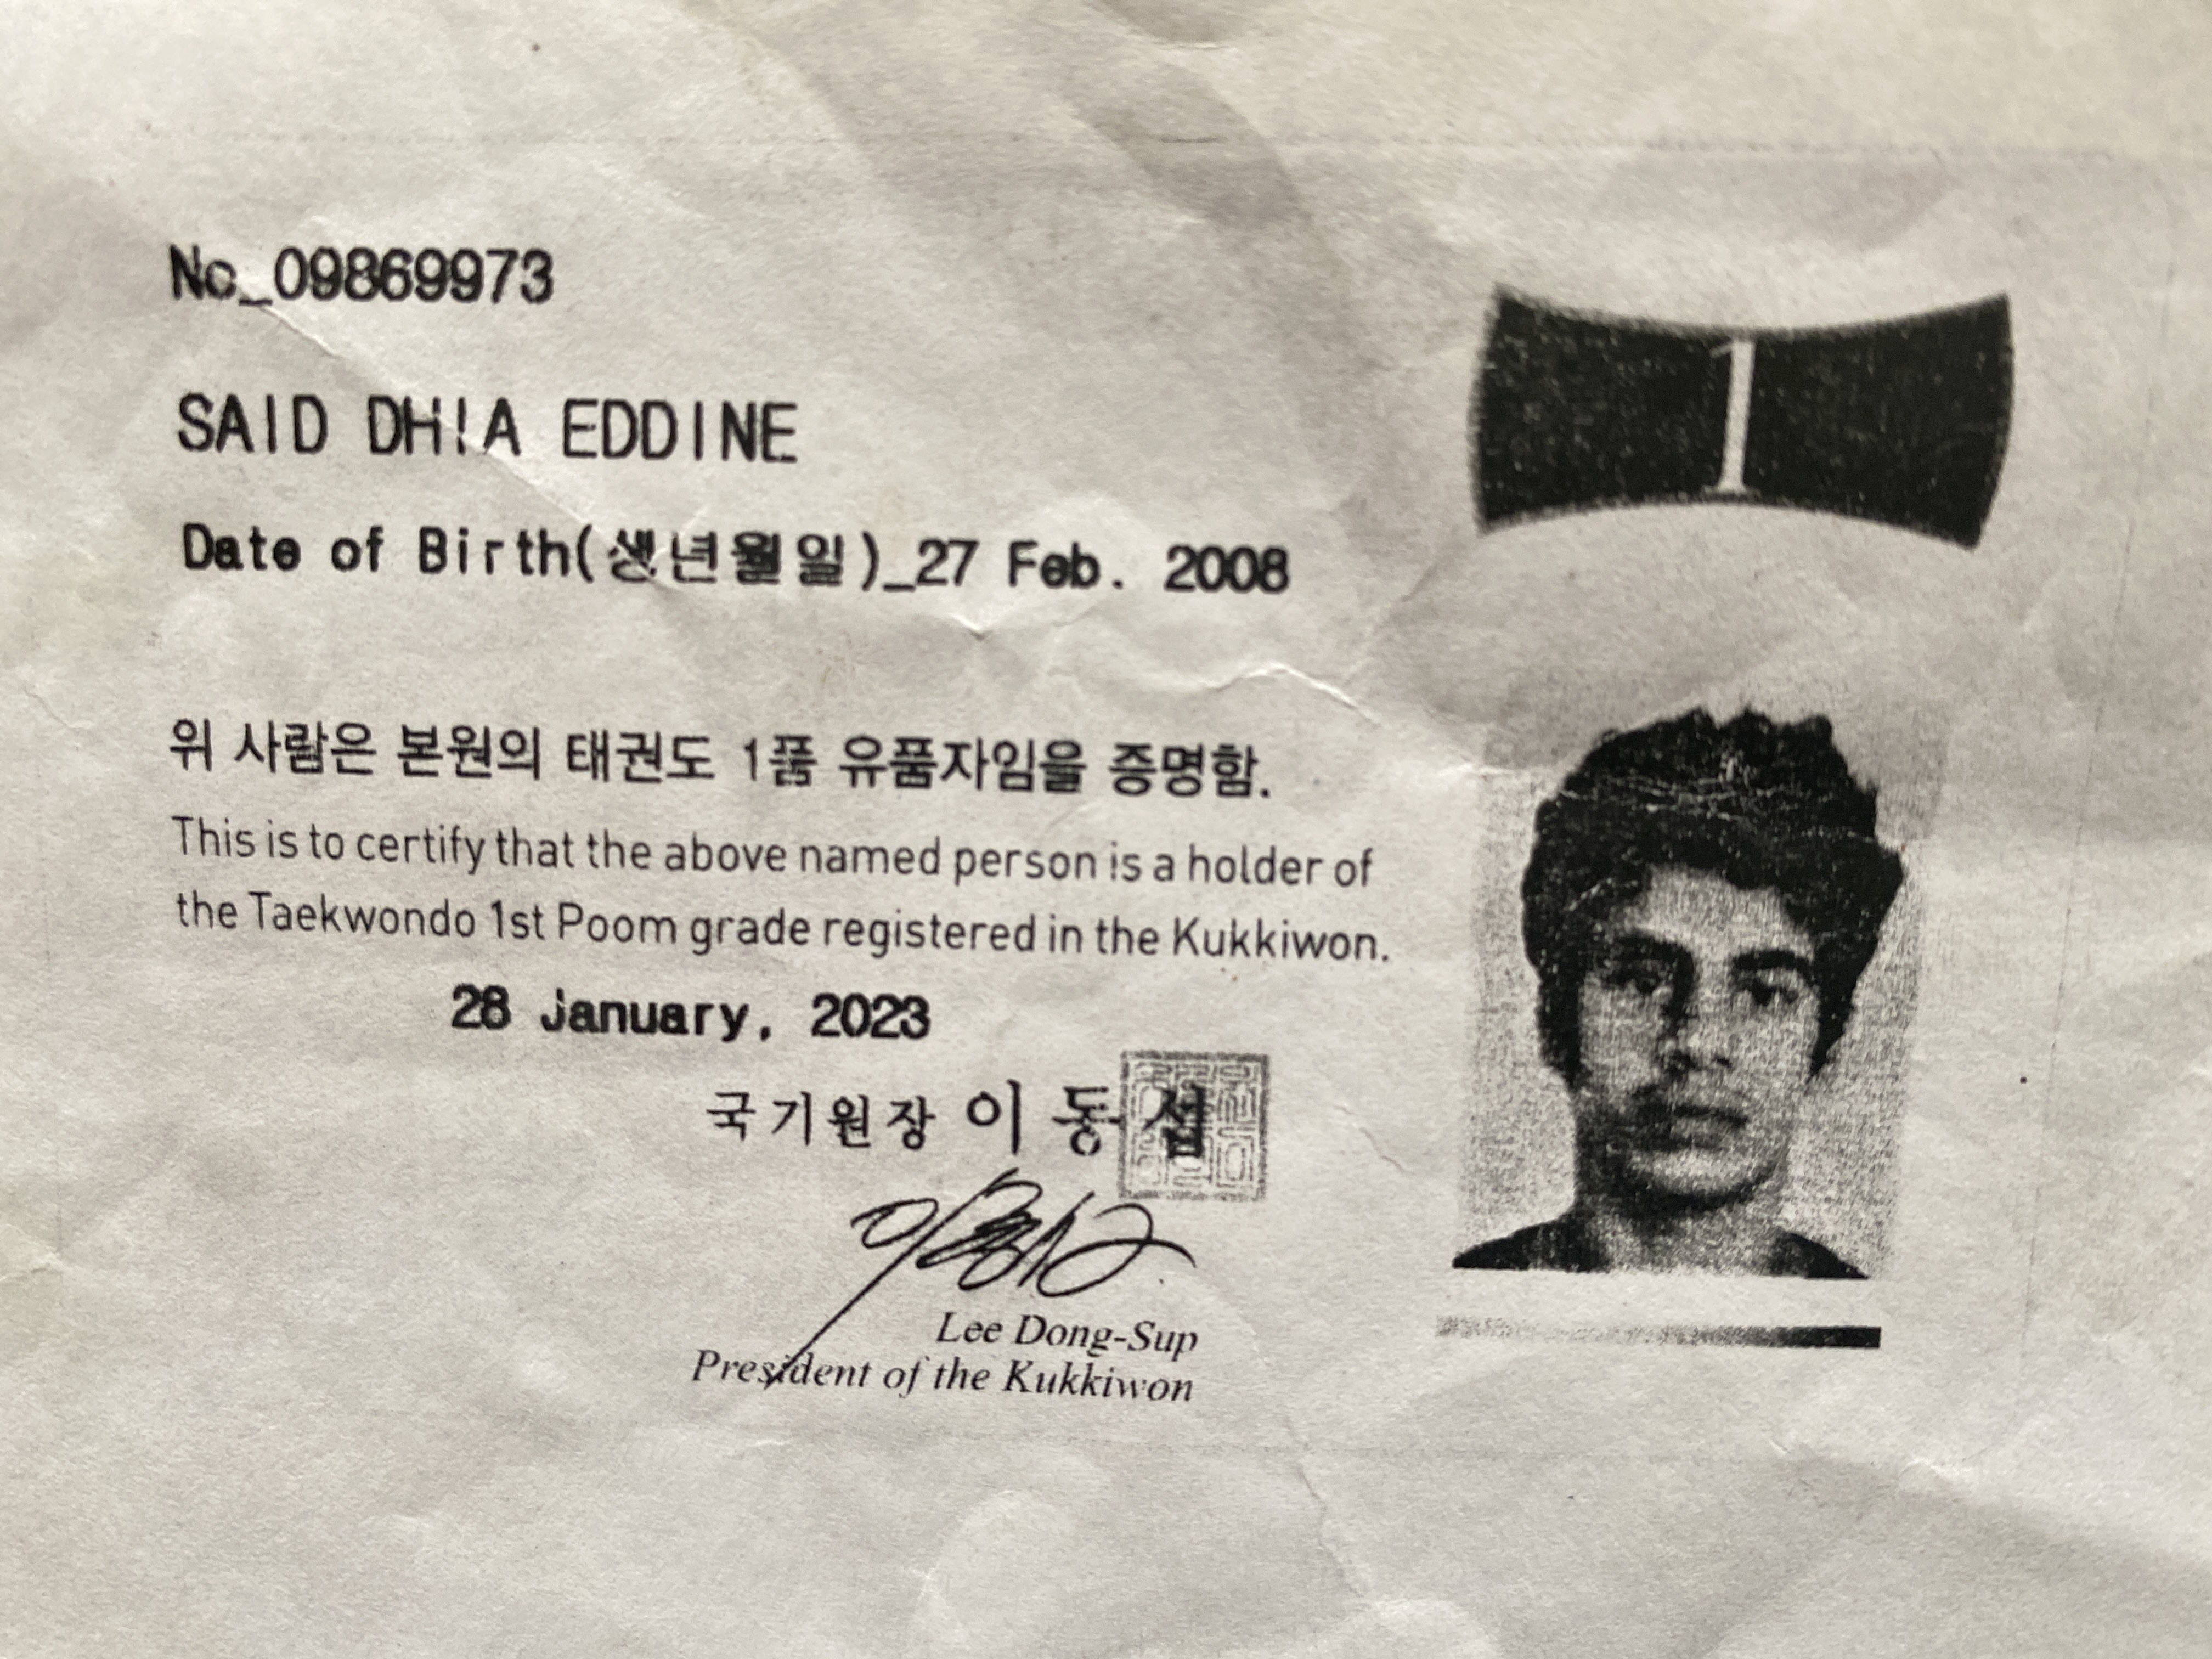 No_09869973
1
SAID DHIA EDDINE
Date of Birth(생년월일)_27 Feb. 2008
위 사람은 본원의 태권도 1품 유품자임을 증명함.
This is to certify that the above named person is a holder of
the Taekwondo 1st Poom grade registered in the Kukkiwon.
28 January, 2023
국기원장 이동섭
Lee Dong-Sup
President of the Kukkiwon